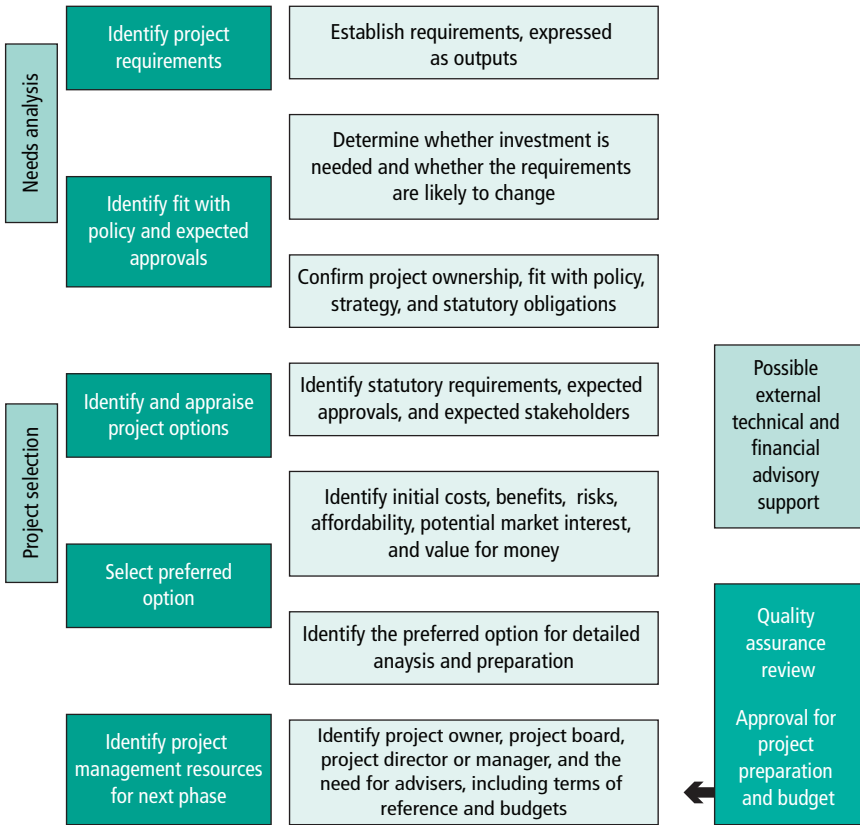 Needs analysis
Identify project
requirements
Establish requirements, expressed
as outputs
Determine whether investment is
needed and whether the requirements
are likely to change
Identify fit with
policy and expected
approvals
Confirm project ownership, fit with policy,
strategy, and statutory obligations
Project selection
Identify and appraise
project options
Identify statutory requirements, expected
approvals, and expected stakeholders
Possible
external
technical and
financial
advisory
support
Identify initial costs, benefits, risks,
affordability, potential market interest,
and value for money
Select preferred
option
Identify the preferred option for detailed
anaysis and preparation
Quality
assurance
review
Approval for
project
preparation
and budget
Identify project
management resources
for next phase
Identify project owner, project board,
project director or manager, and the
need for advisers, including terms of
reference and budgets